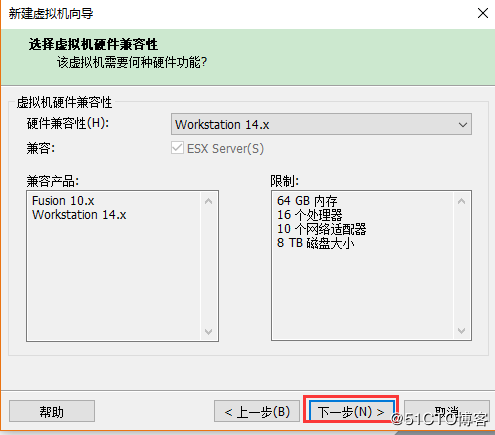 新建虚拟机向导
选择虚拟机硬件兼容性
该虚拟机需要何种硬件功能?
虚拟机硬件兼容性
硬件兼容性(H): Workstation 14.x
兼容: ESX Server(S)
兼容产品:
Fusion 10.x
Workstation 14.x
限制:
64 GB 内存
16 个处理器
10 个网络适配器
8 TB 磁盘大小
帮助 < 上一步(B) 下一步(N) > 取消
@51CTO博客